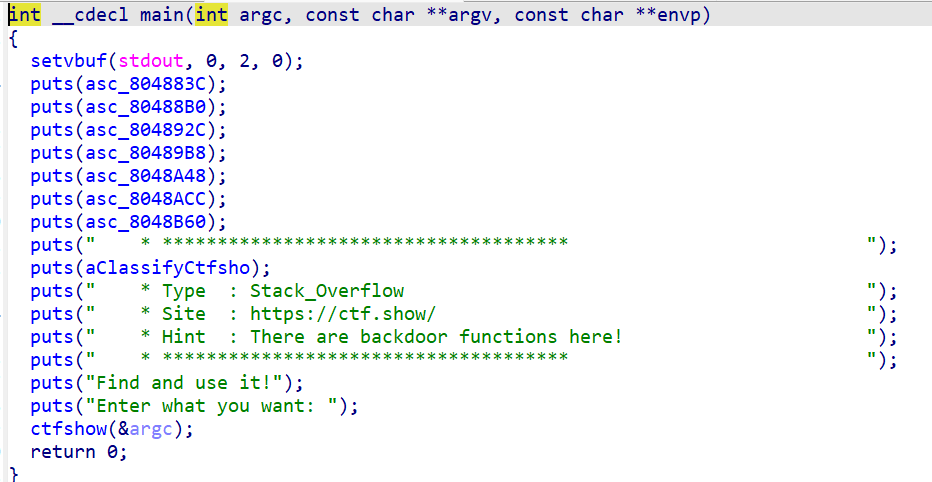 int __cdecl main(int argc, const char **argv, const char **envp)
{
  setvbuf(stdout, 0, 2, 0);
  puts(asc_804883C);
  puts(asc_80488B0);
  puts(asc_804892C);
  puts(asc_80489B8);
  puts(asc_8048A48);
  puts(asc_8048ACC);
  puts(asc_8048B60);
  puts("    * *************************************                           ");
  puts(aClassifyCtfsho);
  puts("    * Type  : Stack_Overflow                                          ");
  puts("    * Site  : https://ctf.show/                                       ");
  puts("    * Hint  : There are backdoor functions here!                      ");
  puts("    * *************************************                           ");
  puts("Find and use it!");
  puts("Enter what you want: ");
  ctfshow(&argc);
  return 0;
}